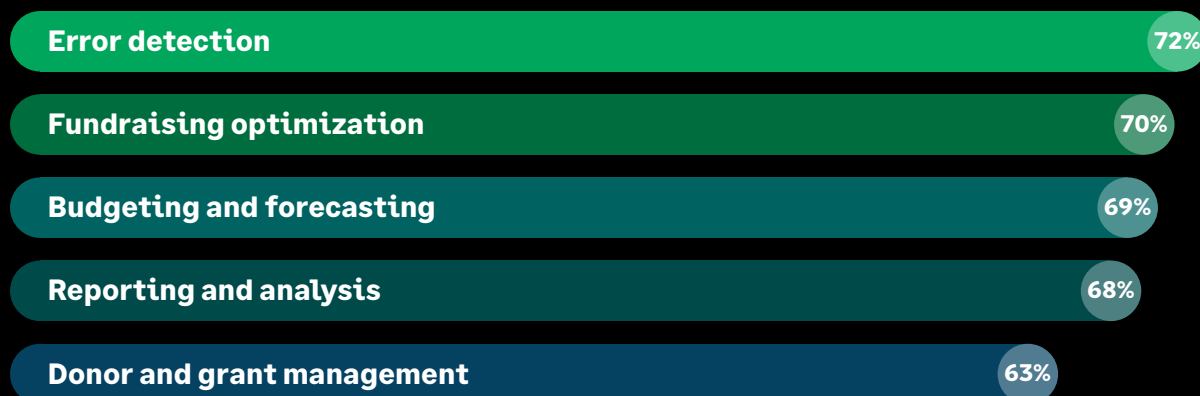 Error detection 72%
Fundraising optimization 70%
Budgeting and forecasting 69%
Reporting and analysis 68%
Donor and grant management 63%